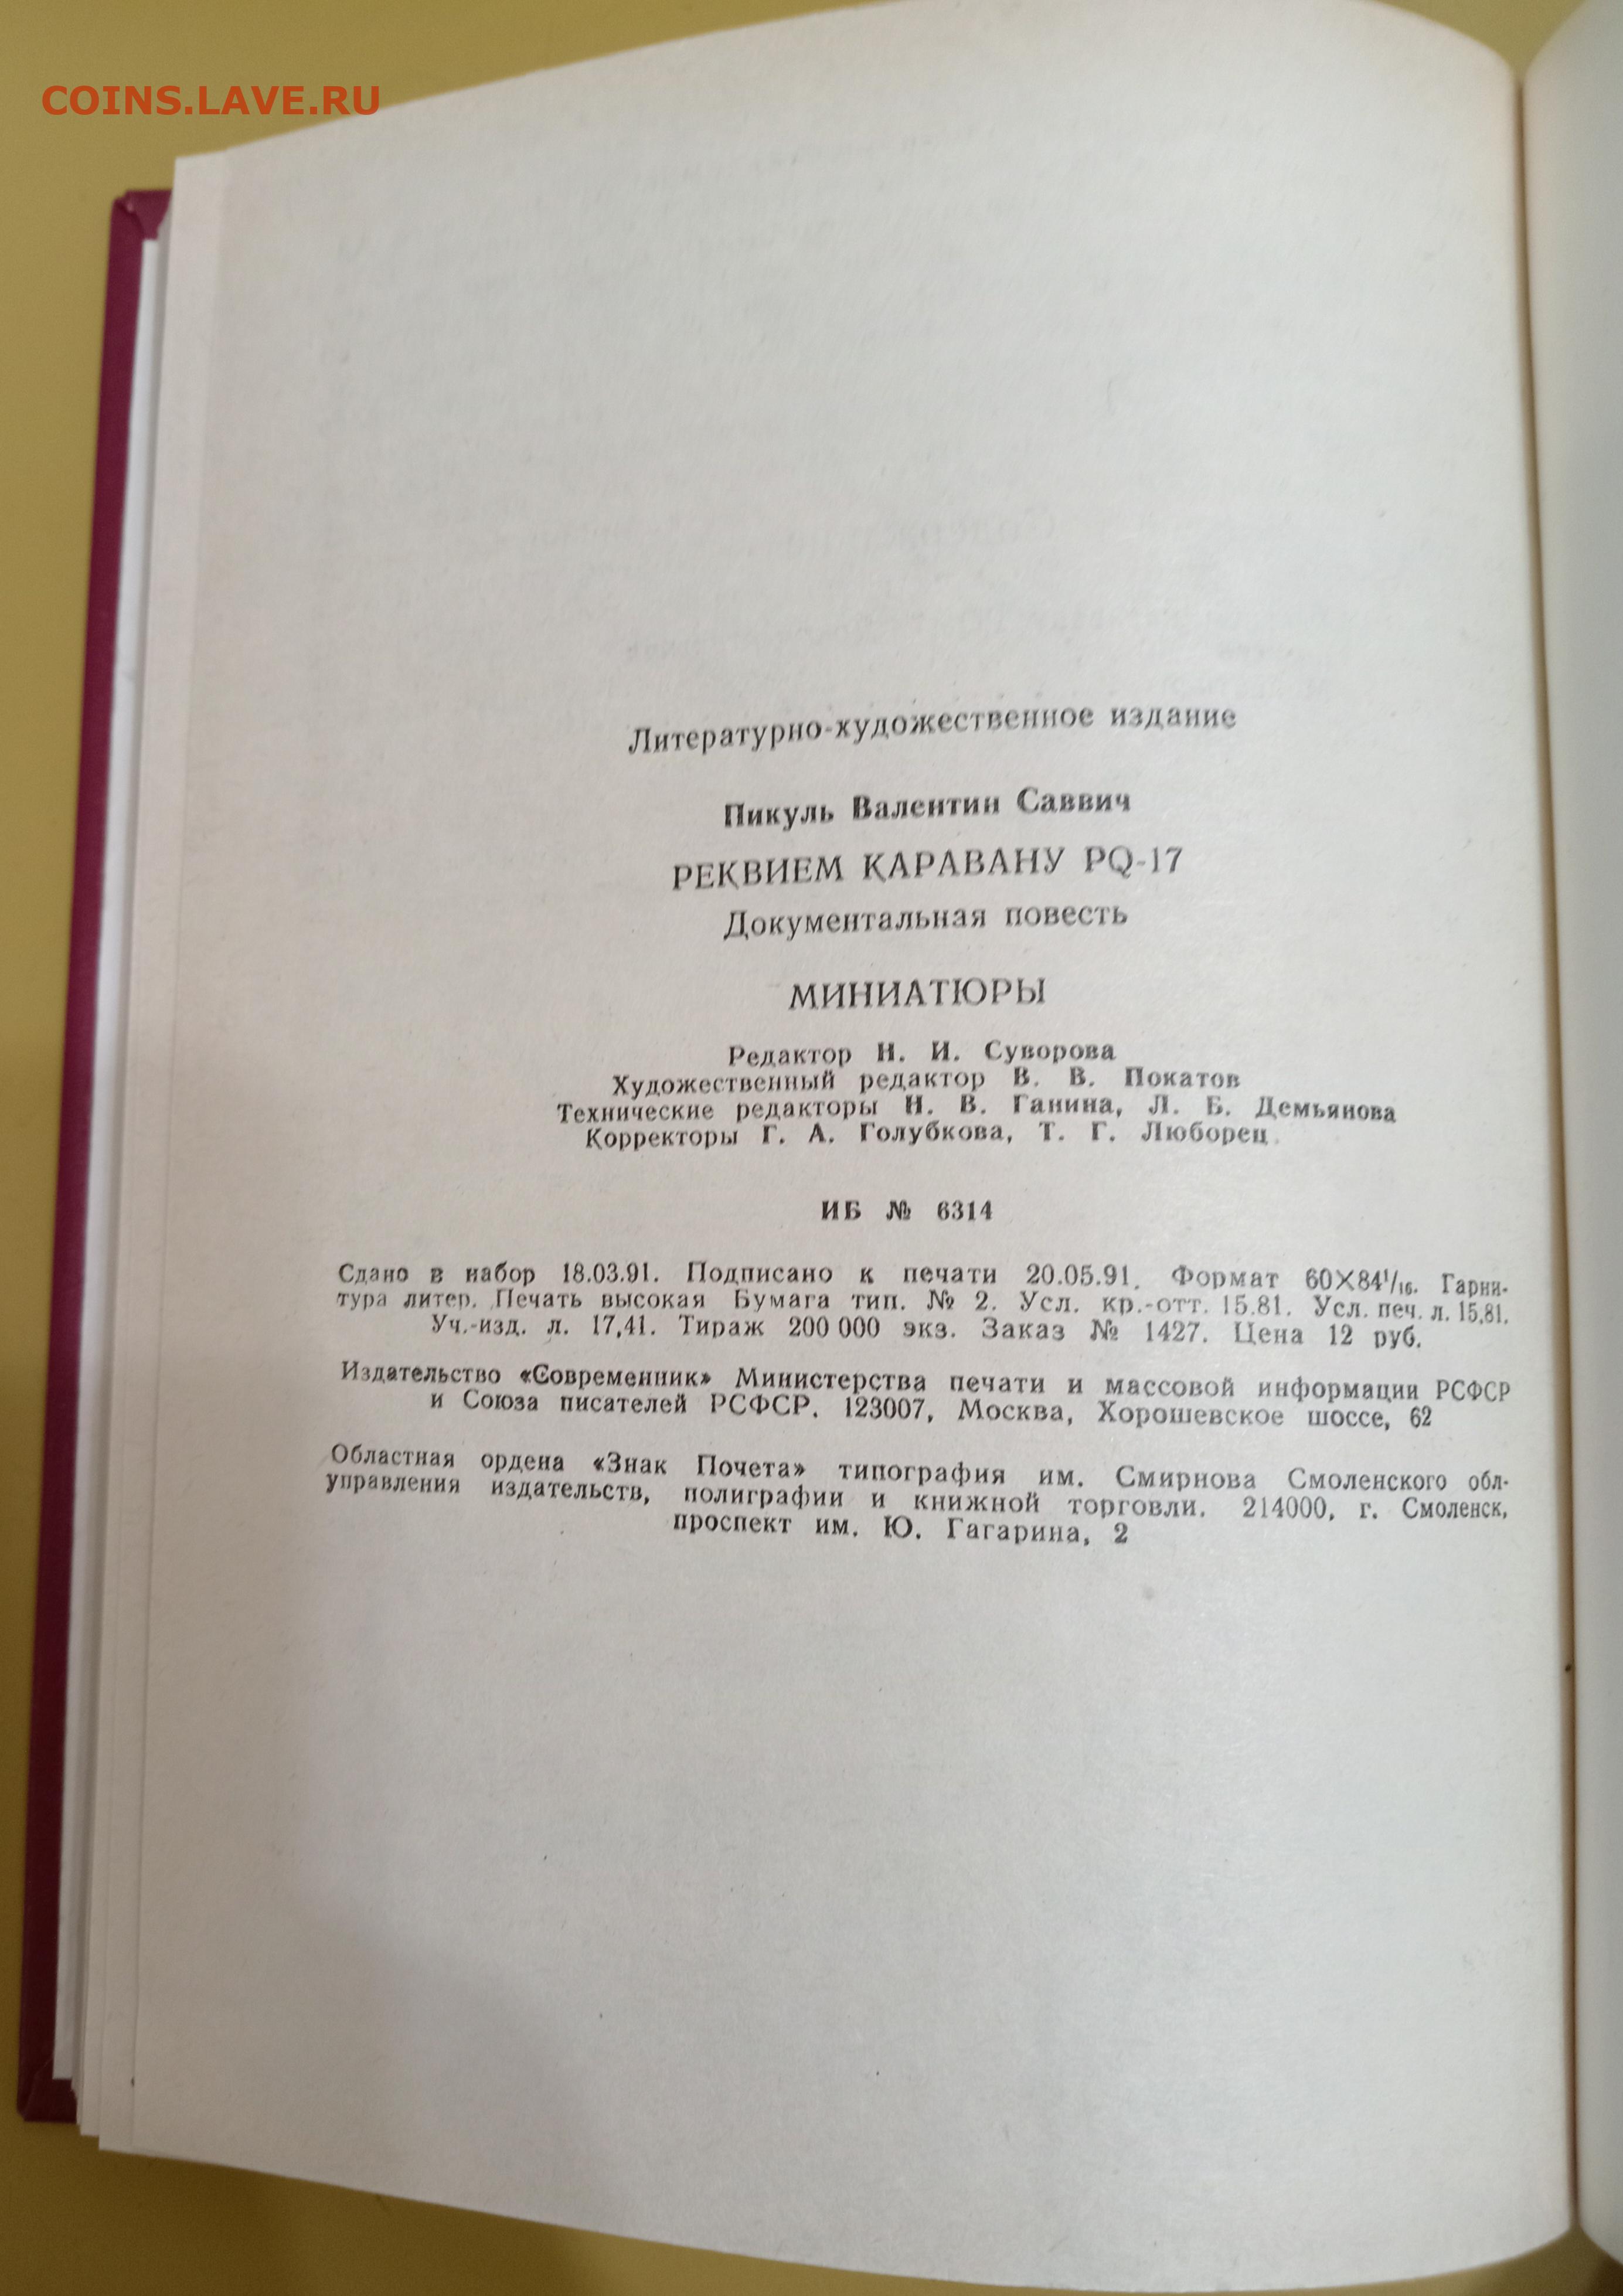 COINS.LAVE.RU
Литературно-художественное издание
Пикуль Валентин Саввич
РЕКВИЕМ КАРАВАНУ PQ-17
Документальная повесть
МИНИАТЮРЫ
Редактор Н. И. Суворова
Художественный редактор В. В. Покатов
Технические редакторы Н. В. Ганина, Л. Б. Демьянова
Корректоры Г. А. Голубкова, Т. Г. Люборец
ИБ № 6314
Сдано в набор 18.03.91. Подписано к печати 20.05.91. Формат 60×84¹/₁₆. Гарни-
тура литер. Печать высокая Бумага тип. № 2. Усл. кр.-отт. 15.81. Усл. печ. л. 15,81.
Уч.-изд. л. 17,41. Тираж 200 000 экз. Заказ № 1427. Цена 12 руб.
Издательство «Современник» Министерства печати и массовой информации РСФСР
и Союза писателей РСФСР. 123007, Москва, Хорошевское шоссе, 62
Областная ордена «Знак Почета» типография им. Смирнова Смоленского обл-
управления издательств, полиграфии и книжной торговли. 214000, г. Смоленск,
проспект им. Ю. Гагарина, 2